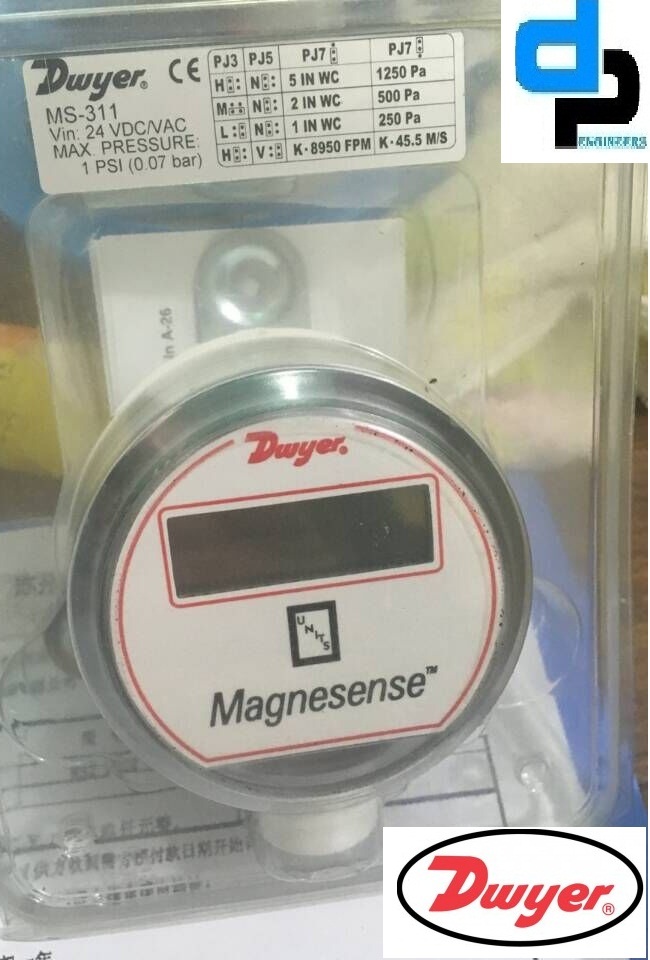 Dwyer® CE
MS-311
Vin: 24 VDC/VAC
MAX. PRESSURE:
1 PSI (0.07 bar)
PJ3 PJ5 PJ7 PJ7
H N 5 IN WC 1250 Pa
M N 2 IN WC 500 Pa
L N 1 IN WC 250 Pa
H V K·8950 FPM K·45.5 M/S
dp
ENGINEERS
in A-26
Dwyer®
UNITS
Magnesense™
Dwyer®